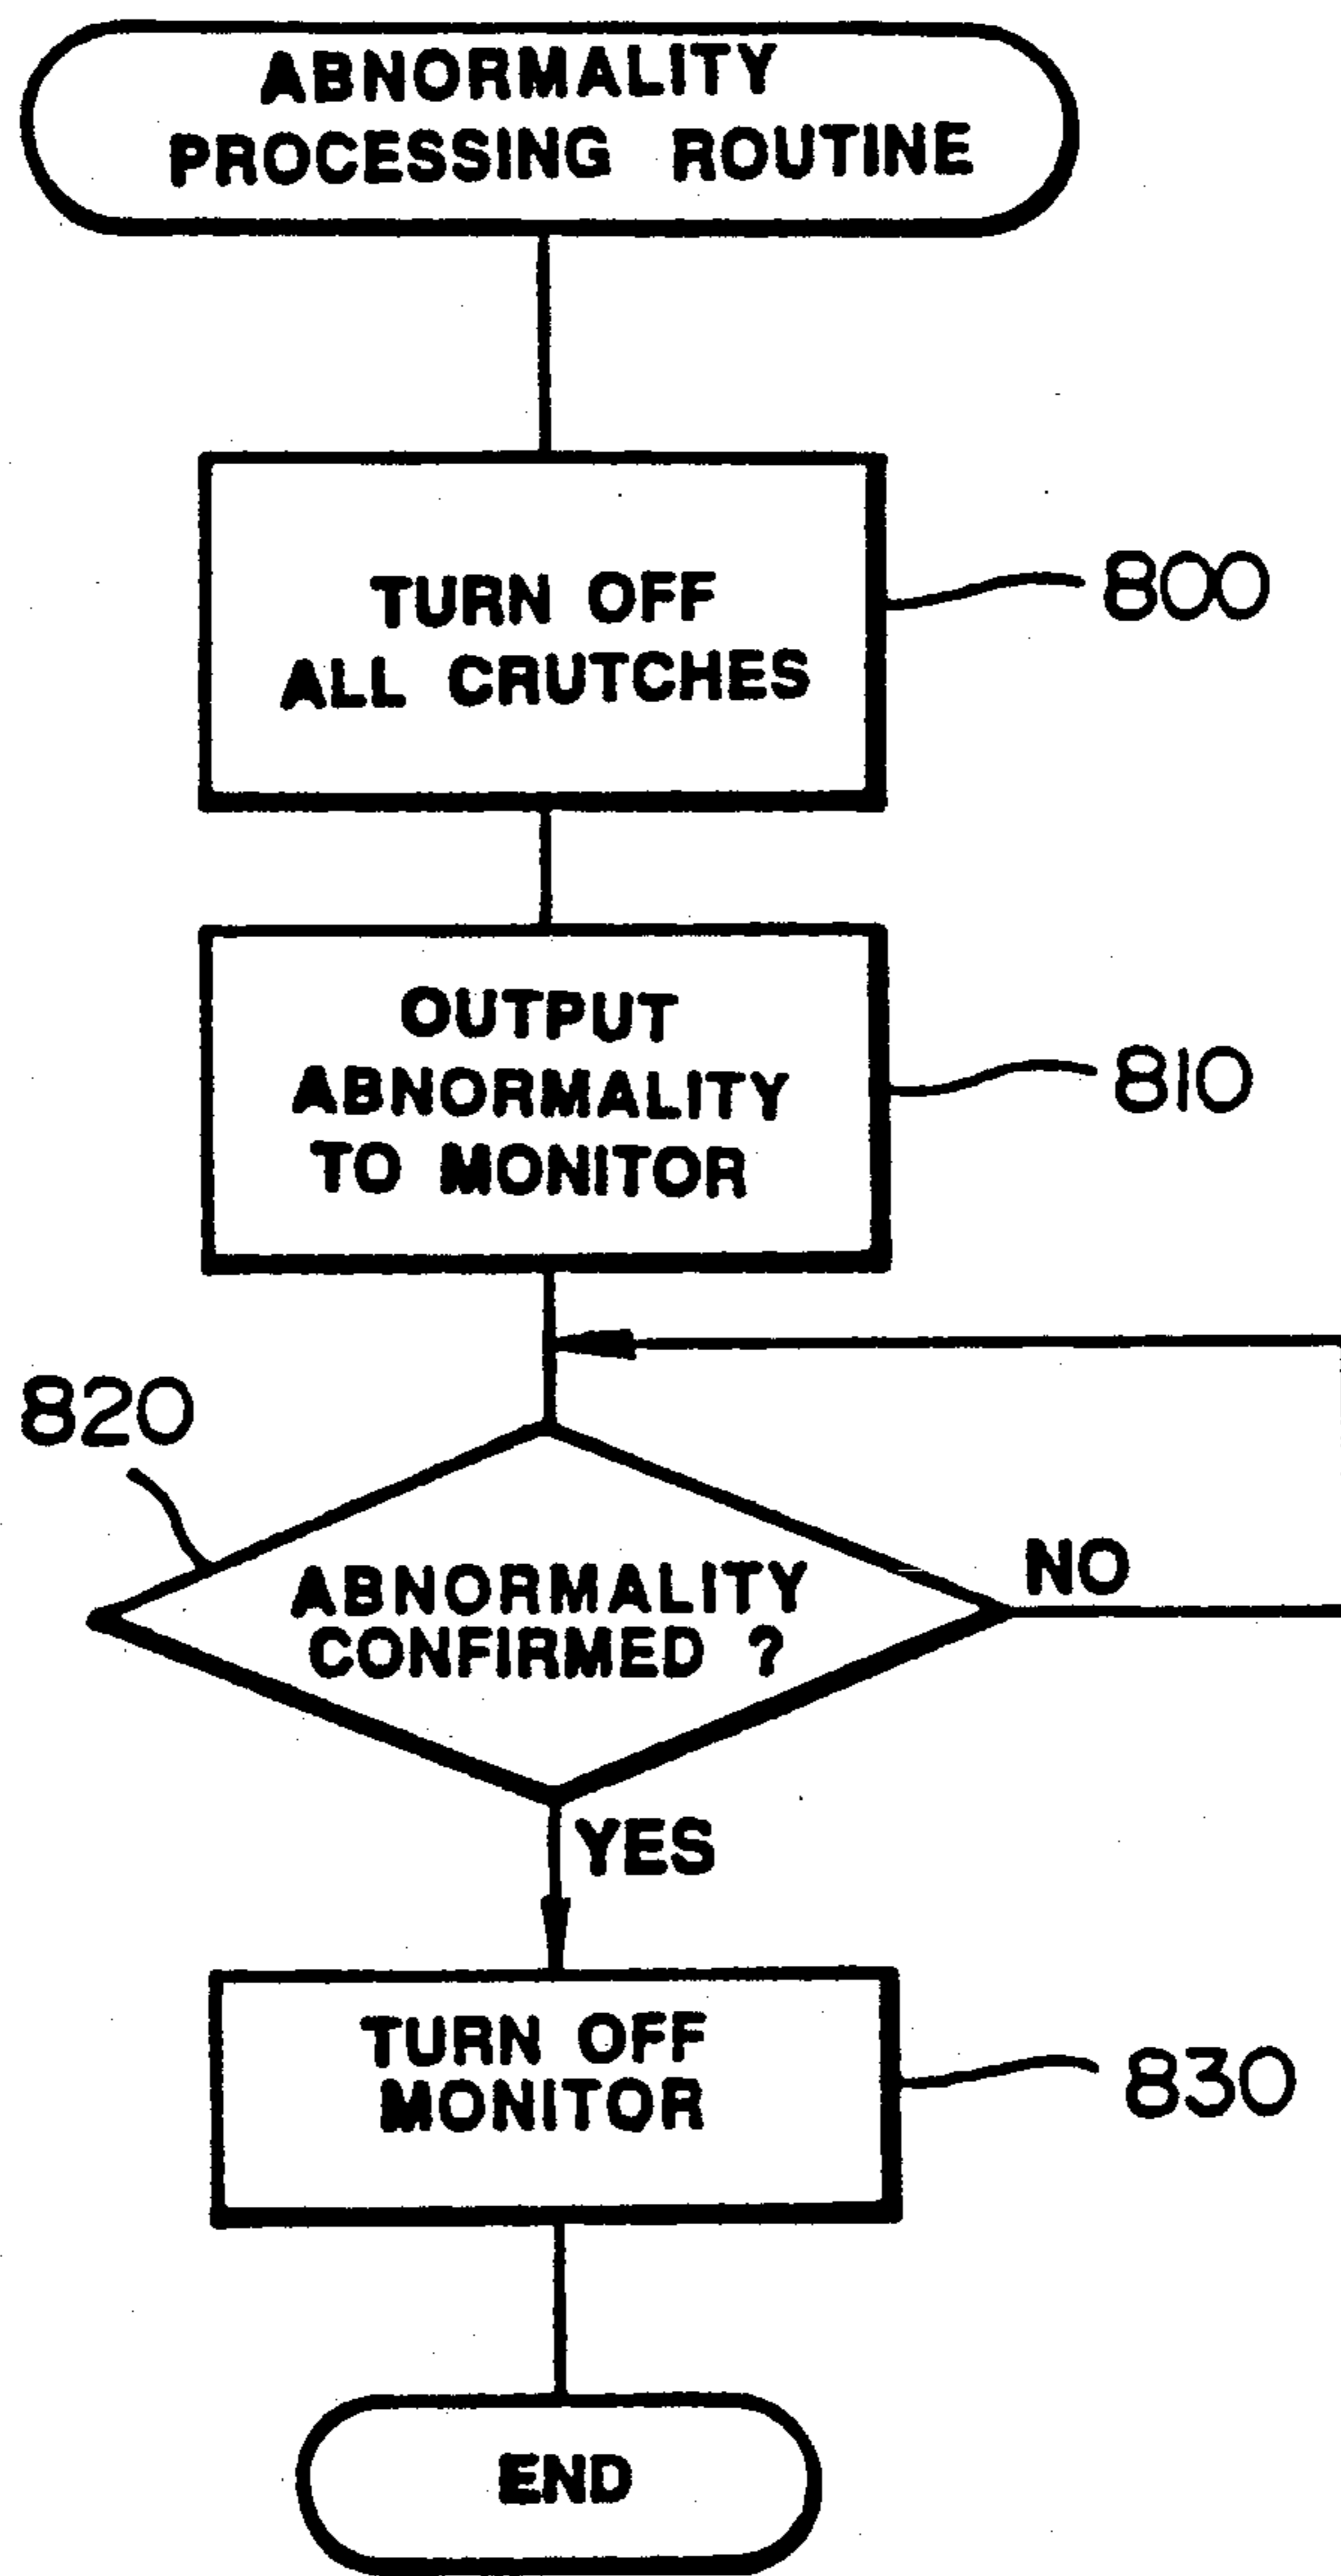 ABNORMALITY
PROCESSING ROUTINE
TURN OFF
ALL CRUTCHES
800
OUTPUT
ABNORMALITY
TO MONITOR
810
820
ABNORMALITY
CONFIRMED ?
NO
YES
TURN OFF
MONITOR
830
END